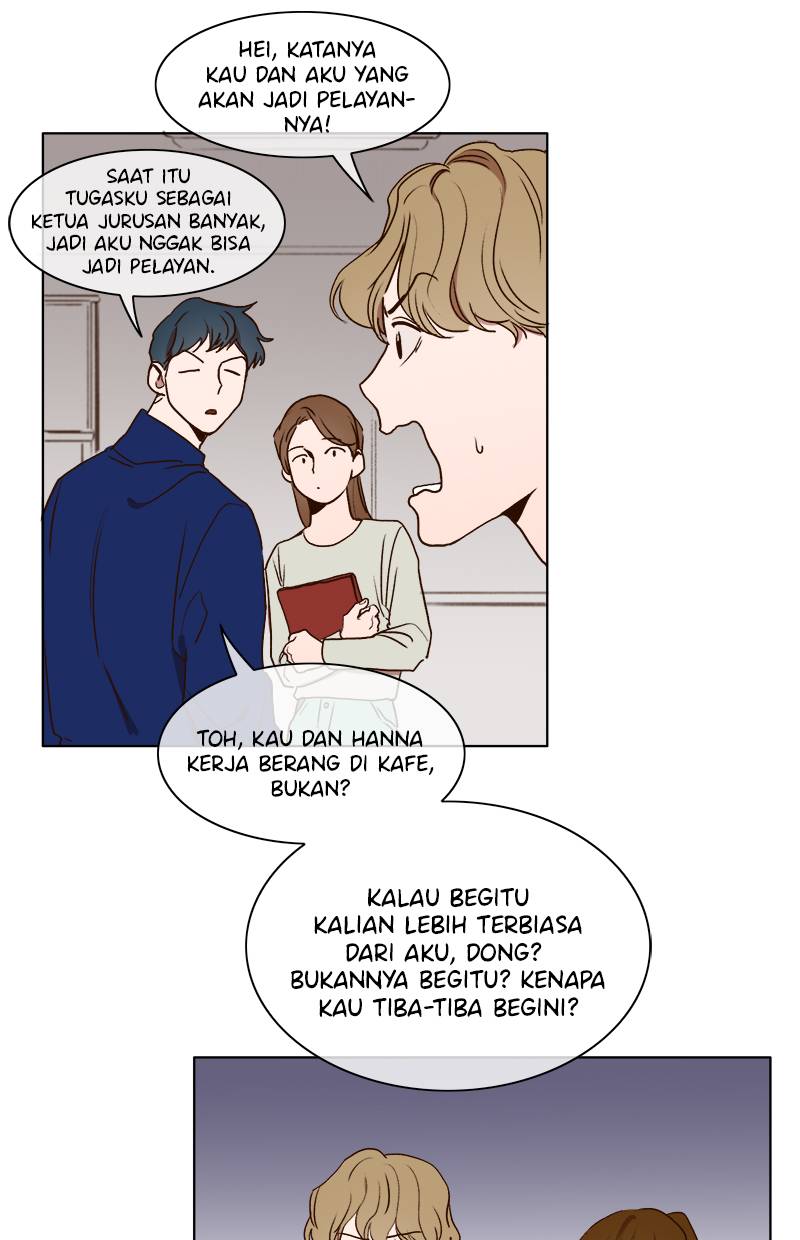 HEI, KATANYA
KAU DAN AKU YANG
AKAN JADI PELAYAN-
NYA!
SAAT ITU
TUGASKU SEBAGAI
KETUA JURUSAN BANYAK,
JADI AKU NGGAK BISA
JADI PELAYAN.
TOH, KAU DAN HANNA
KERJA BERANG DI KAFE,
BUKAN?
KALAU BEGITU
KALIAN LEBIH TERBIASA
DARI AKU, DONG?
BUKANNYA BEGITU? KENAPA
KAU TIBA-TIBA BEGINI?